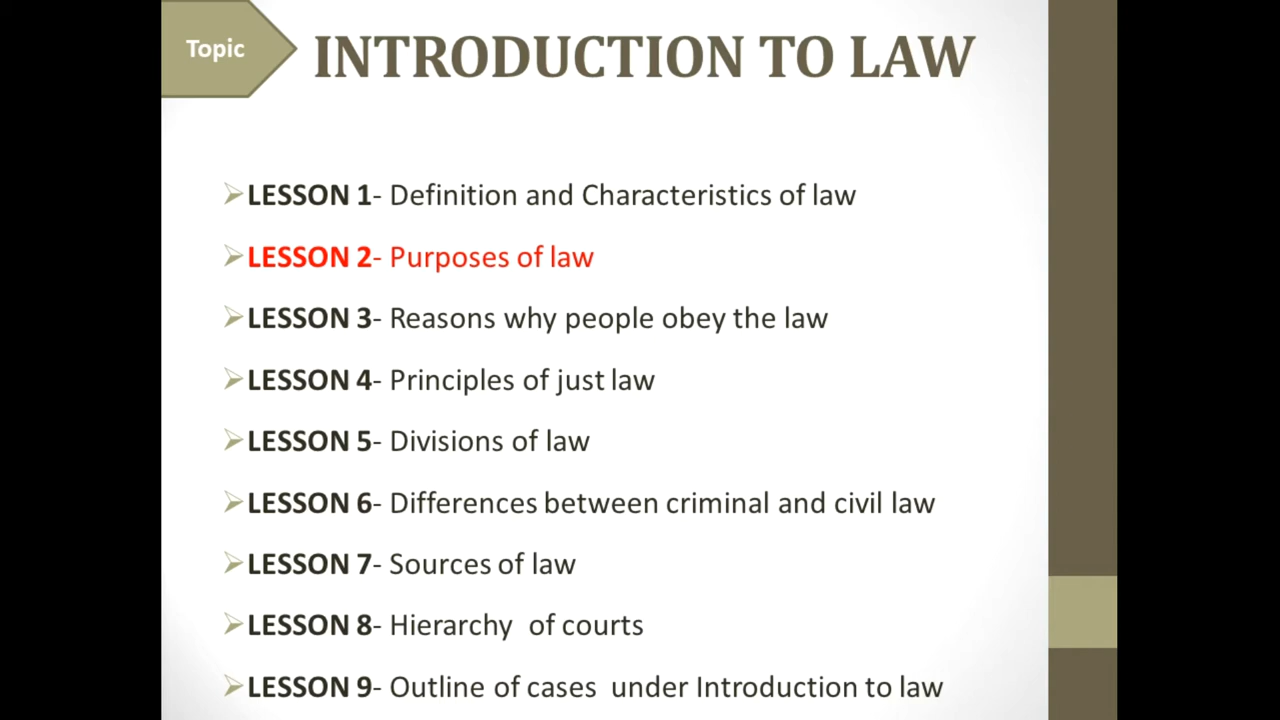 Topic
INTRODUCTION TO LAW
LESSON 1- Definition and Characteristics of law
LESSON 2- Purposes of law
LESSON 3- Reasons why people obey the law
LESSON 4- Principles of just law
LESSON 5- Divisions of law
LESSON 6- Differences between criminal and civil law
LESSON 7- Sources of law
LESSON 8- Hierarchy of courts
LESSON 9- Outline of cases under Introduction to law